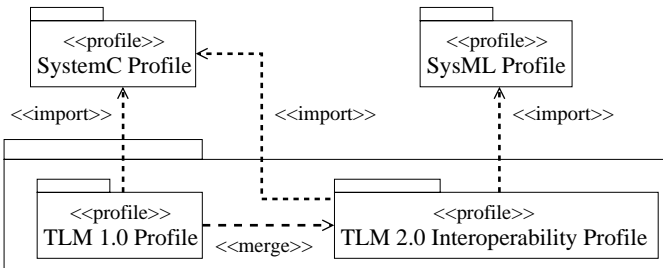 <<profile>>
SystemC Profile
<<profile>>
SysML Profile
<<import>>
<<import>>
<<import>>
<<profile>>
TLM 1.0 Profile
<<merge>>
<<profile>>
TLM 2.0 Interoperability Profile